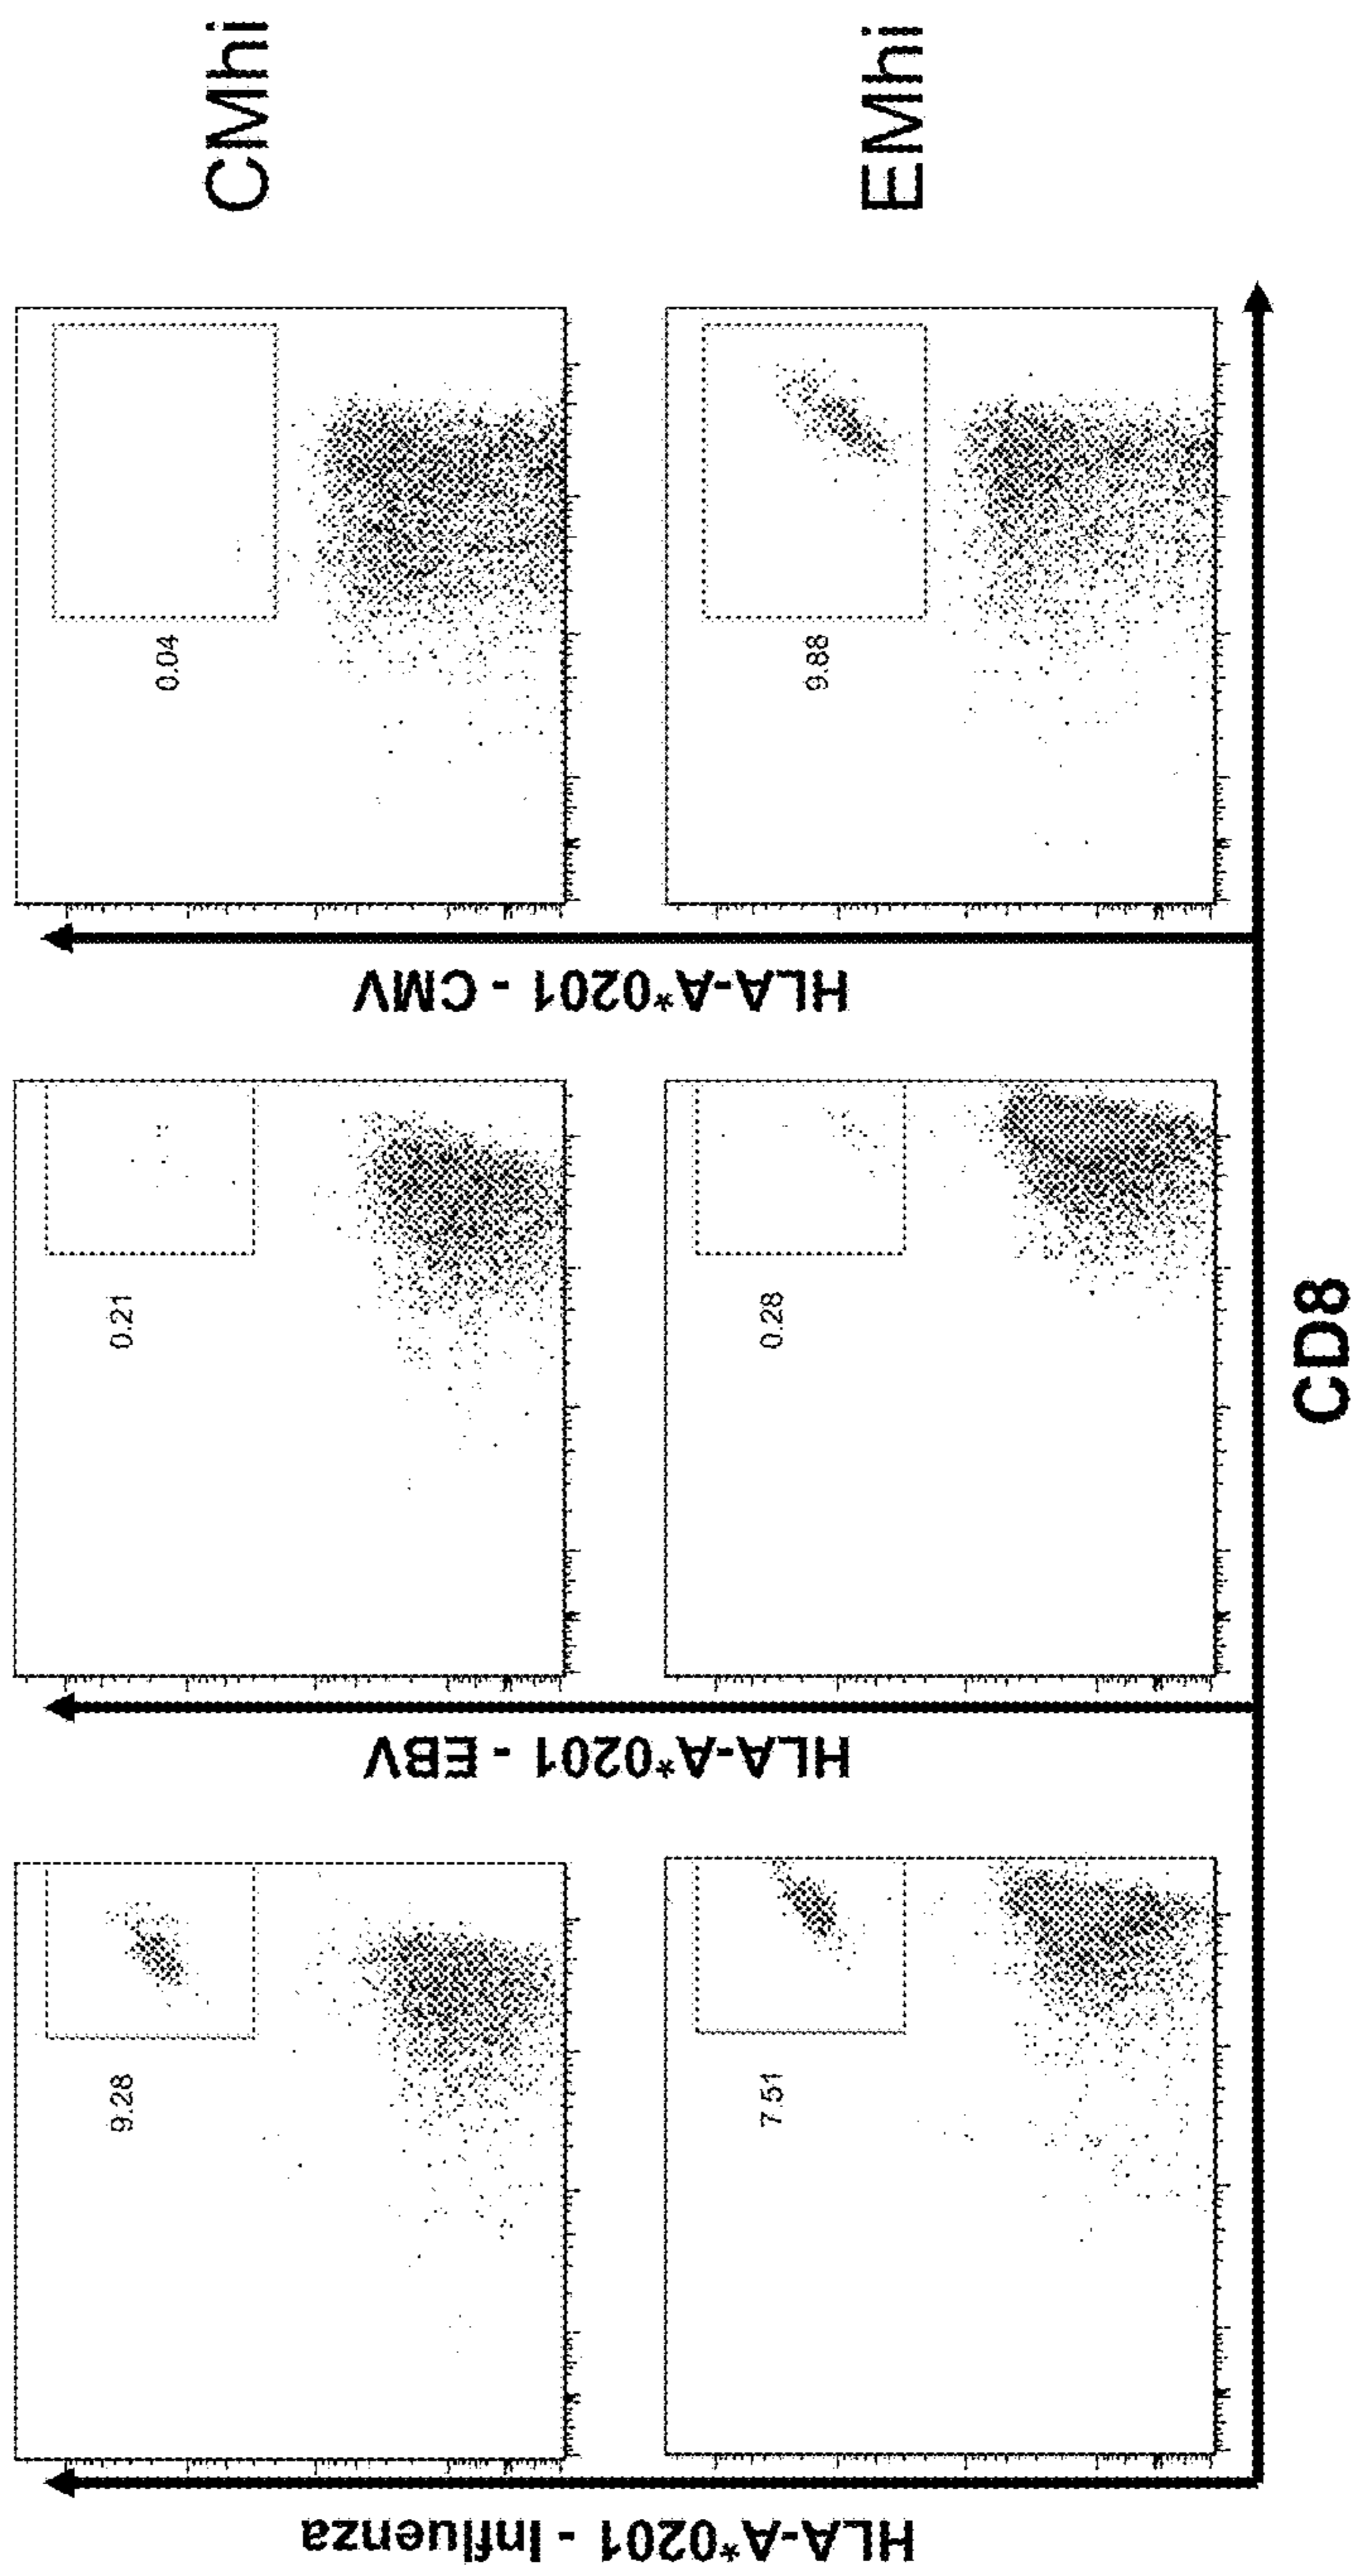 HLA-A*0201 - Influenza
9.28
7.51
HLA-A*0201 - EBV
0.21
0.28
HLA-A*0201 - CMV
0.04
9.88
CMhi
EMhi
CD8